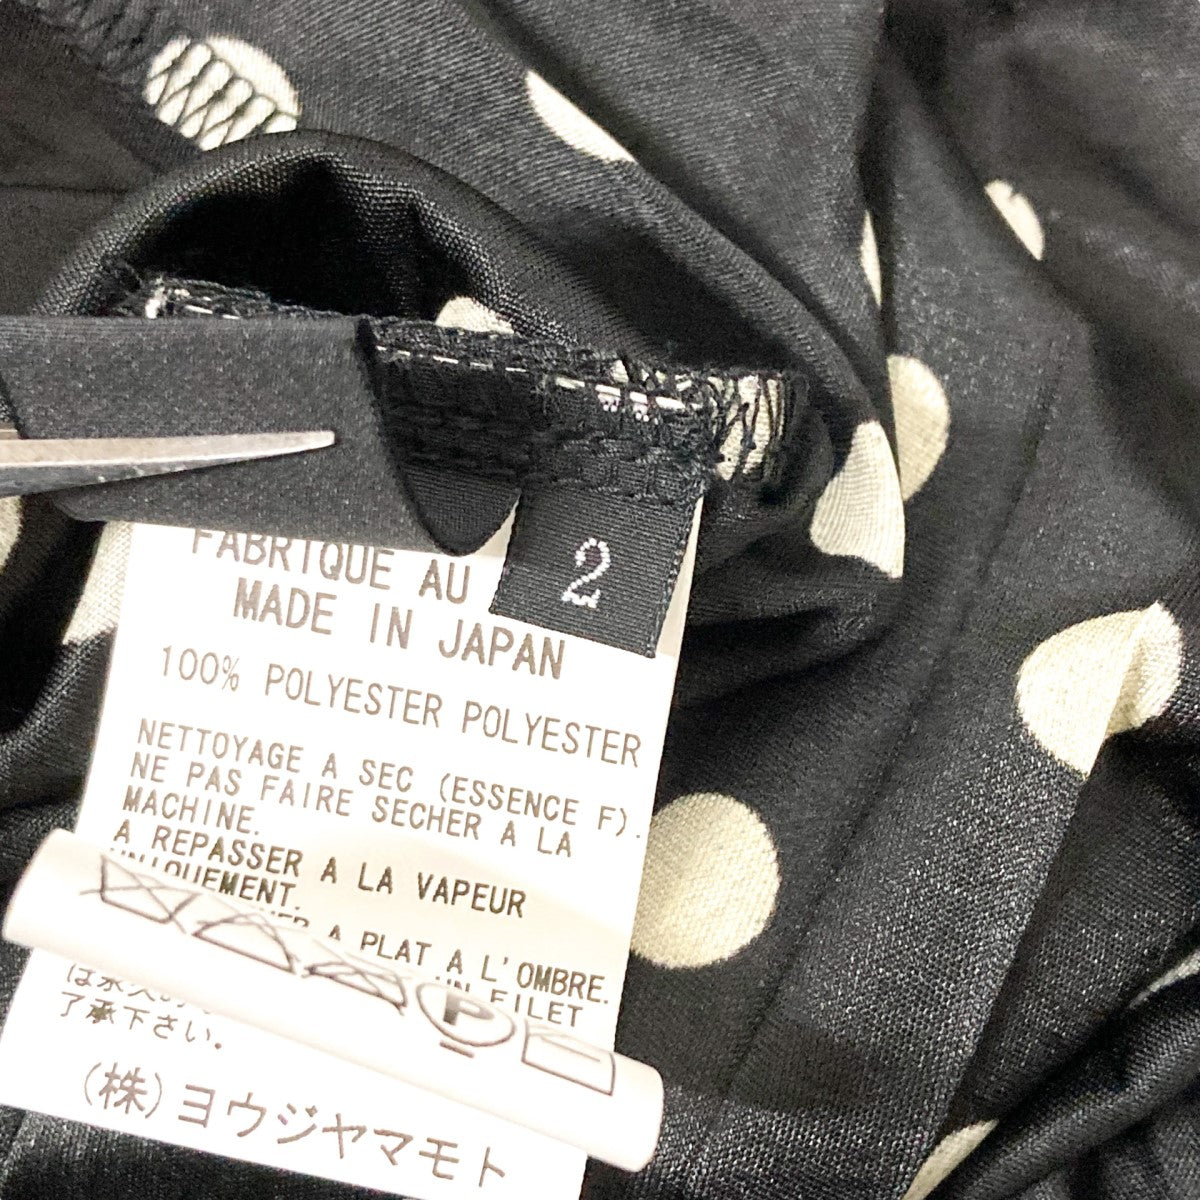 2
FABRIQUE AU
MADE IN JAPAN
100% POLYESTER POLYESTER
NETTOYAGE A SEC (ESSENCE F).
NE PAS FAIRE SECHER A LA
MACHINE.
A REPASSER A LA VAPEUR
UNIQUEMENT.
A PLAT A L'OMBRE.
UN FILET
P
了承下さい。
(株)ヨウジヤマモト